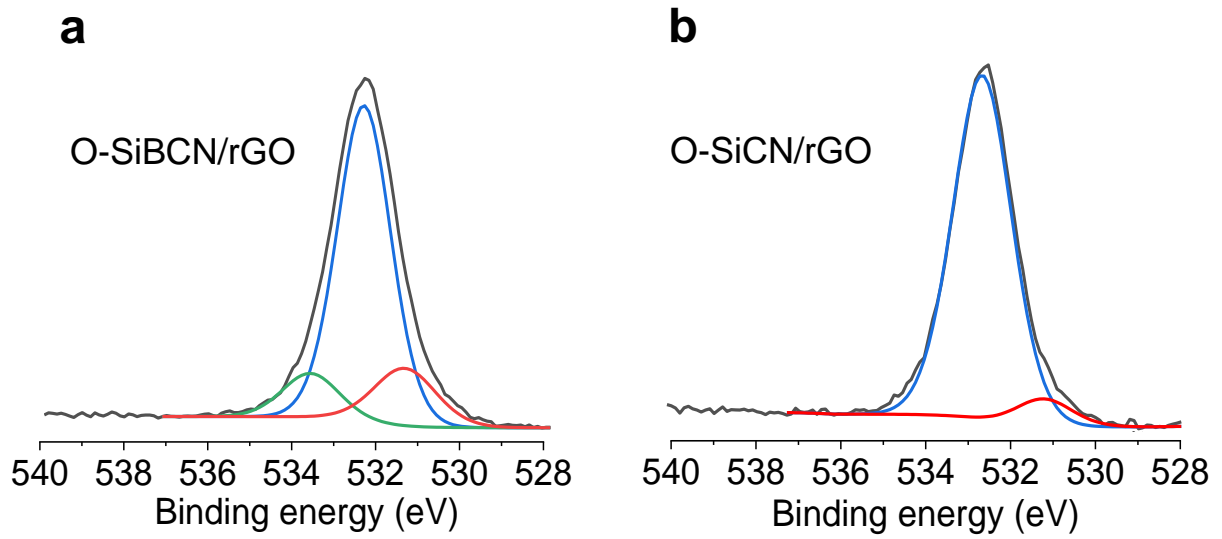 a
O-SiBCN/rGO
540 538 536 534 532 530 528
Binding energy (eV)
b
O-SiCN/rGO
540 538 536 534 532 530 528
Binding energy (eV)